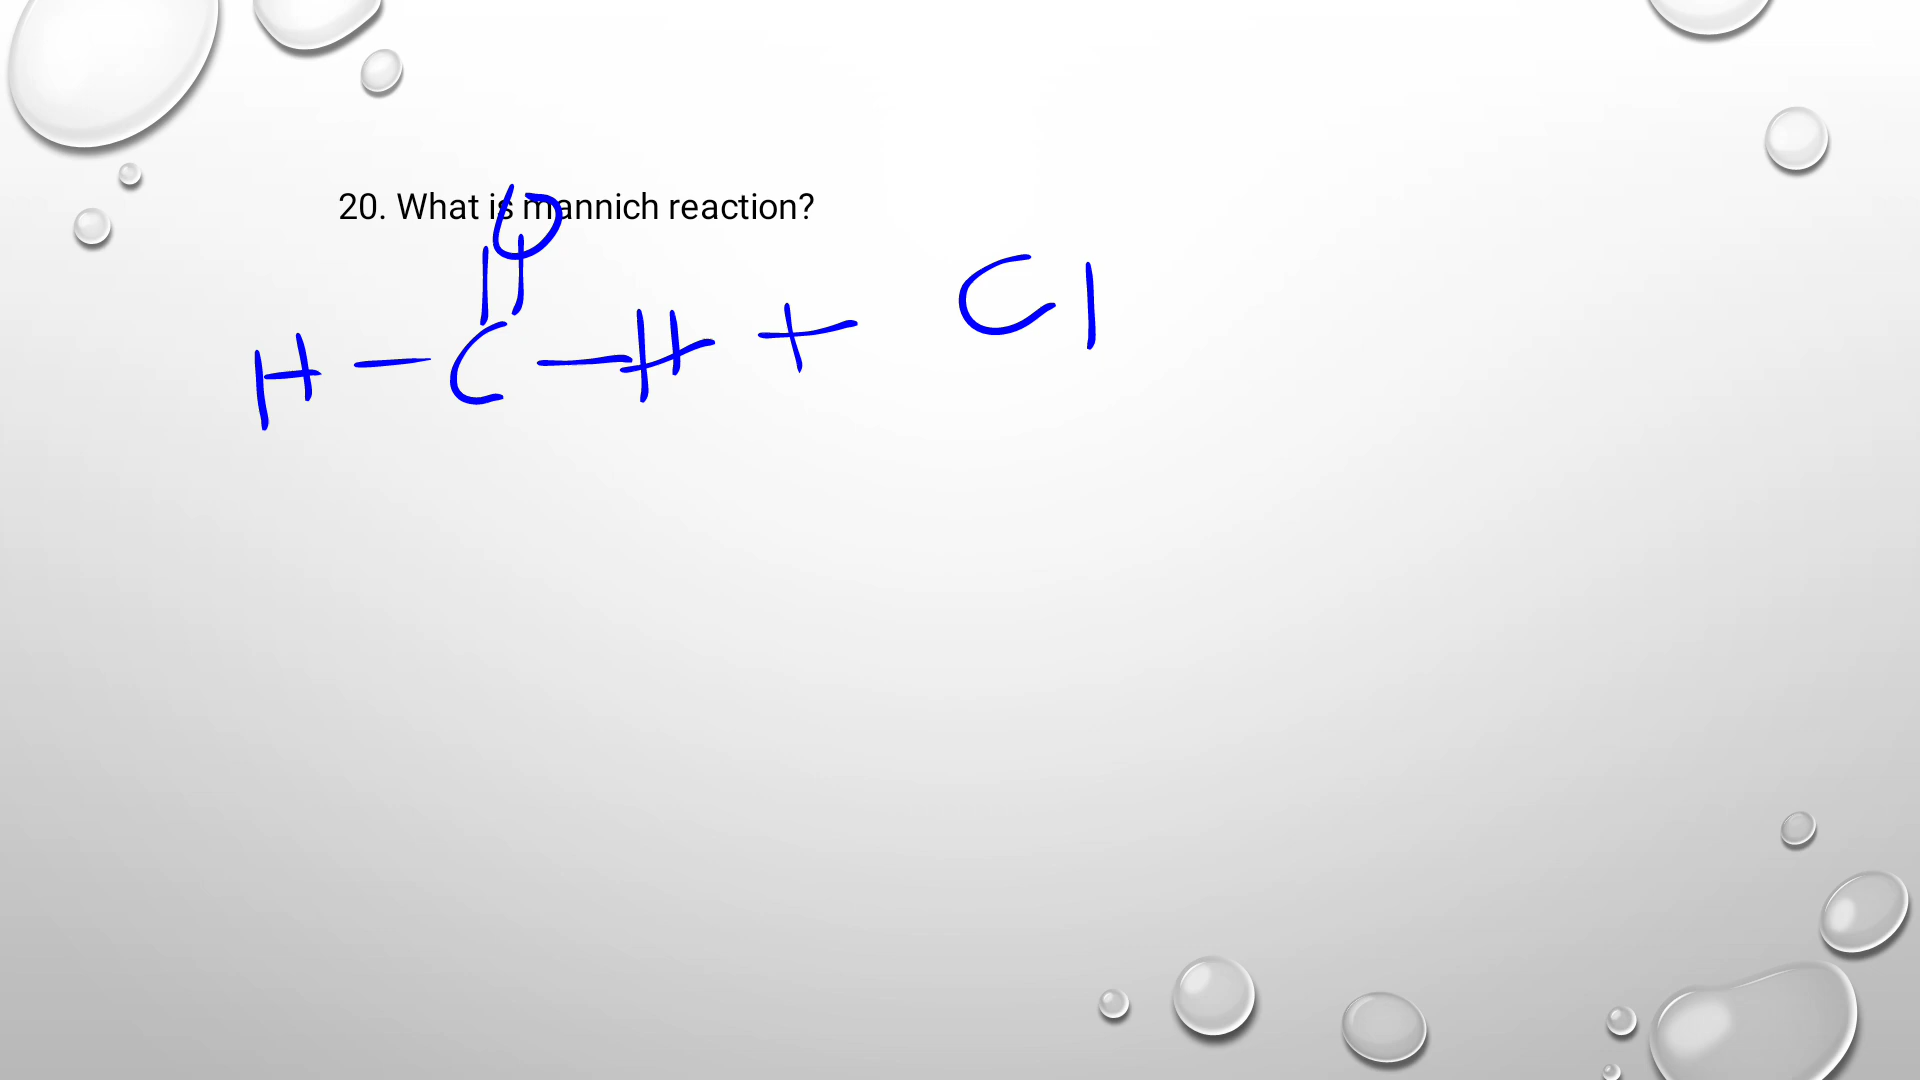 20. What is mannich reaction?
O
H - C - H + Cl